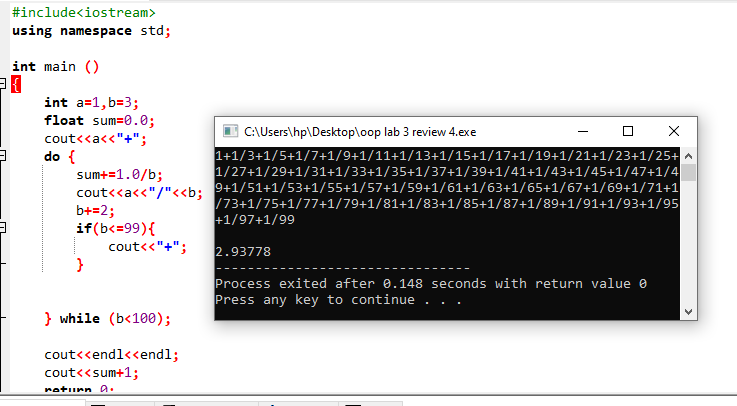 #include<iostream>
using namespace std;
int main ()
{
int a=1,b=3;
float sum=0.0;
cout<<a<<"+";
do {
sum+=1.0/b;
cout<<a<<"/"<<b;
b+=2;
if(b<=99){
cout<<"+";
}
} while (b<100);
cout<<endl<<endl;
cout<<sum+1;
return 0;
C:\Users\hp\Desktop\oop lab 3 review 4.exe
1+1/3+1/5+1/7+1/9+1/11+1/13+1/15+1/17+1/19+1/21+1/23+1/25+
1/27+1/29+1/31+1/33+1/35+1/37+1/39+1/41+1/43+1/45+1/47+1/4
9+1/51+1/53+1/55+1/57+1/59+1/61+1/63+1/65+1/67+1/69+1/71+1
/73+1/75+1/77+1/79+1/81+1/83+1/85+1/87+1/89+1/91+1/93+1/95
+1/97+1/99
2.93778
--------------------------------
Process exited after 0.148 seconds with return value 0
Press any key to continue . . .